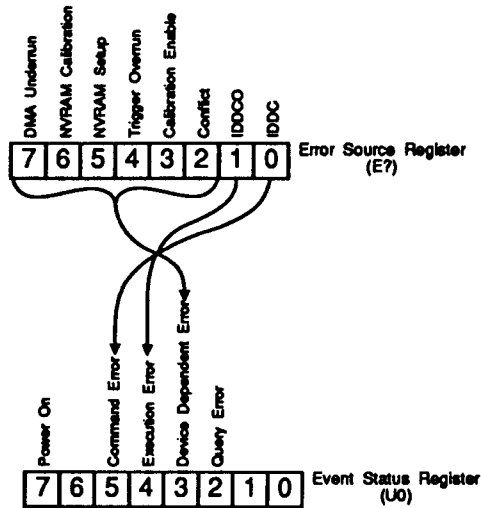 DMA Underrun
NVRAM Calibration
NVRAM Setup
Trigger Overrun
Calibration Enable
Conflict
IDDCO
IDDC
7 6 5 4 3 2 1 0
Error Source Register
(E?)
Power On
Command Error
Execution Error
Device Dependent Error
Query Error
7 6 5 4 3 2 1 0
Event Status Register
(U0)